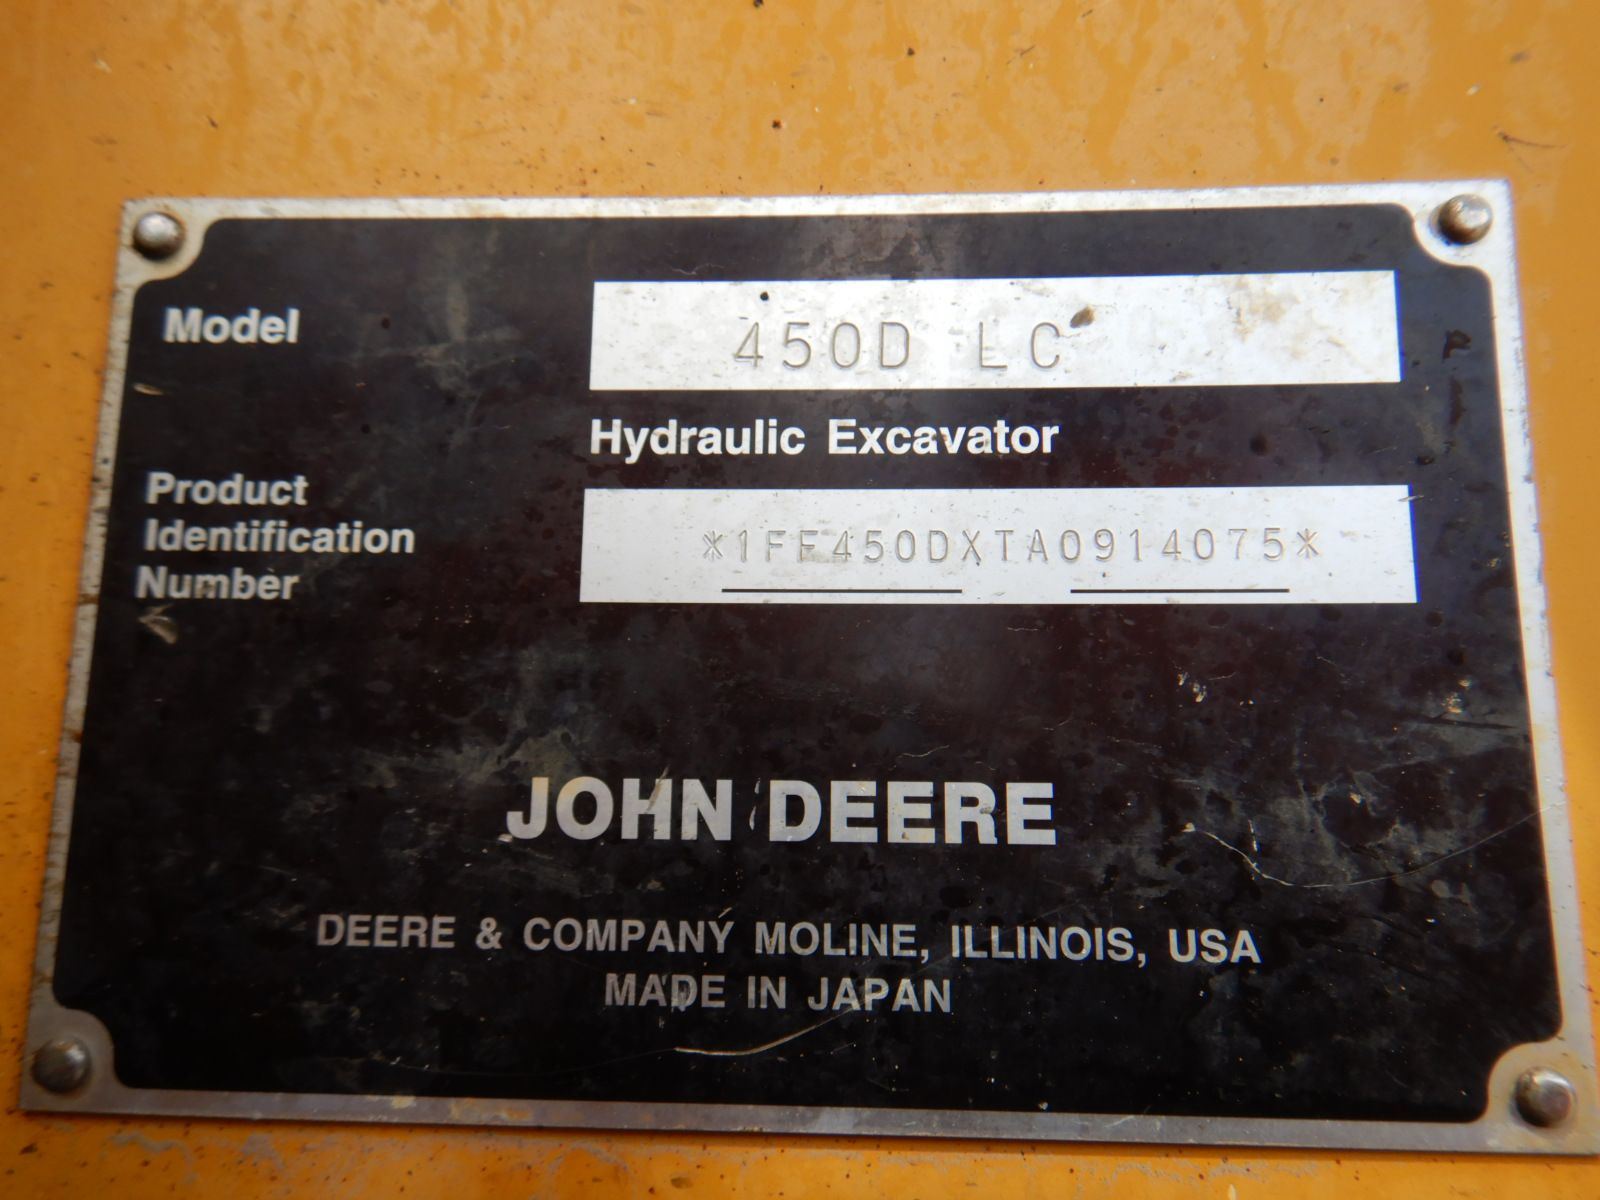 Model
450D LC
Hydraulic Excavator
Product
Identification
Number
*1FF450DXTA0914075*
JOHN DEERE
DEERE & COMPANY MOLINE, ILLINOIS, USA
MADE IN JAPAN